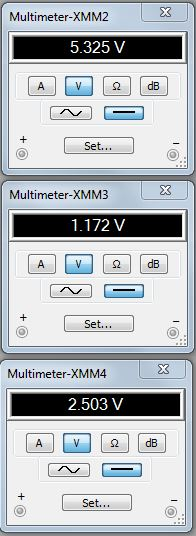 Multimeter-XMM2
5.325 V
A V Ω dB
+ Set... −
Multimeter-XMM3
1.172 V
A V Ω dB
+ Set... −
Multimeter-XMM4
2.503 V
A V Ω dB
+ Set... −